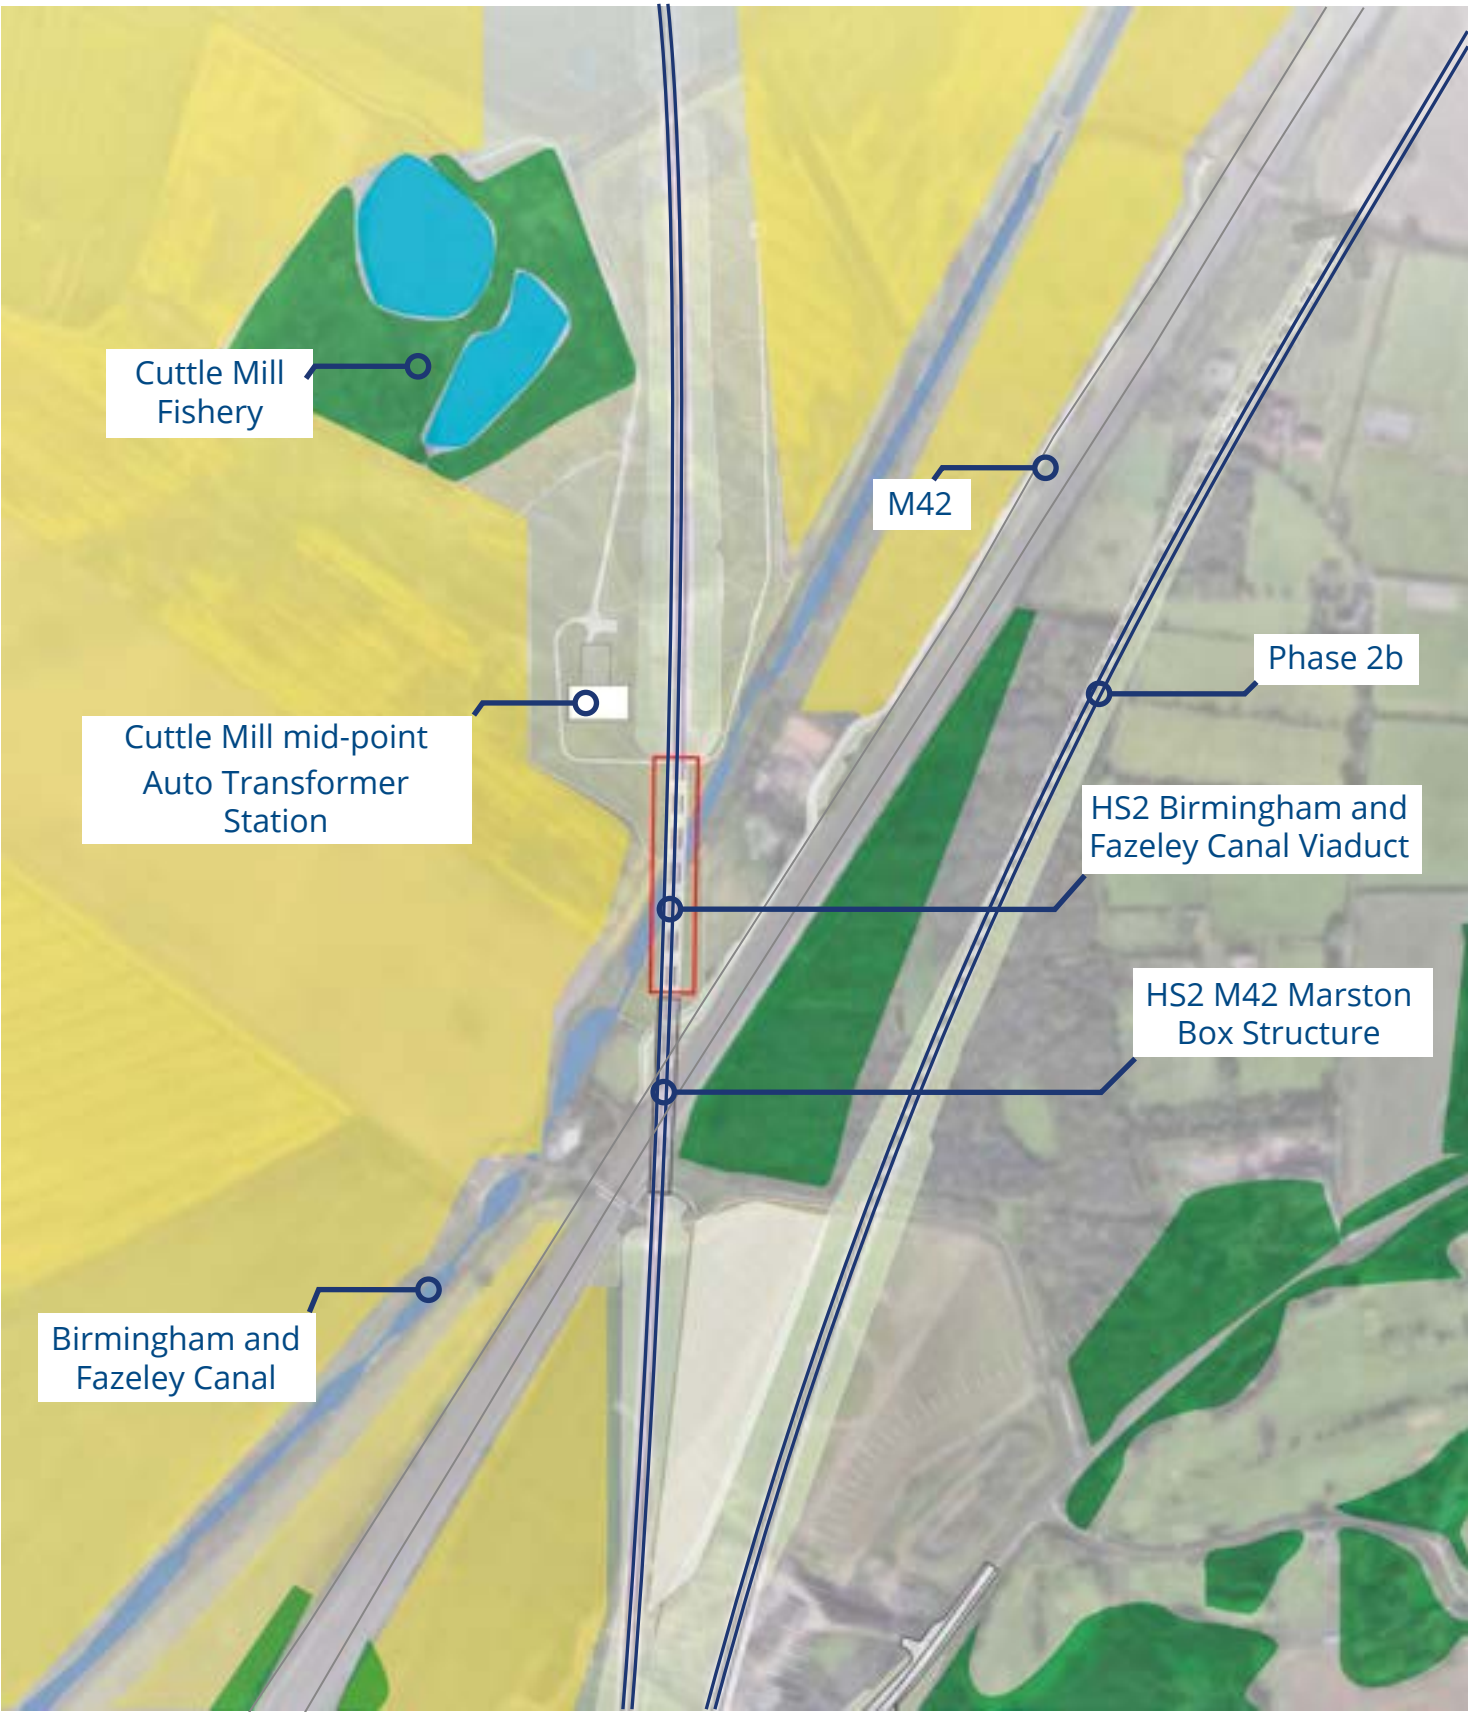 Cuttle Mill
Fishery
M42
Phase 2b
Cuttle Mill mid-point
Auto Transformer
Station
HS2 Birmingham and
Fazeley Canal Viaduct
HS2 M42 Marston
Box Structure
Birmingham and
Fazeley Canal